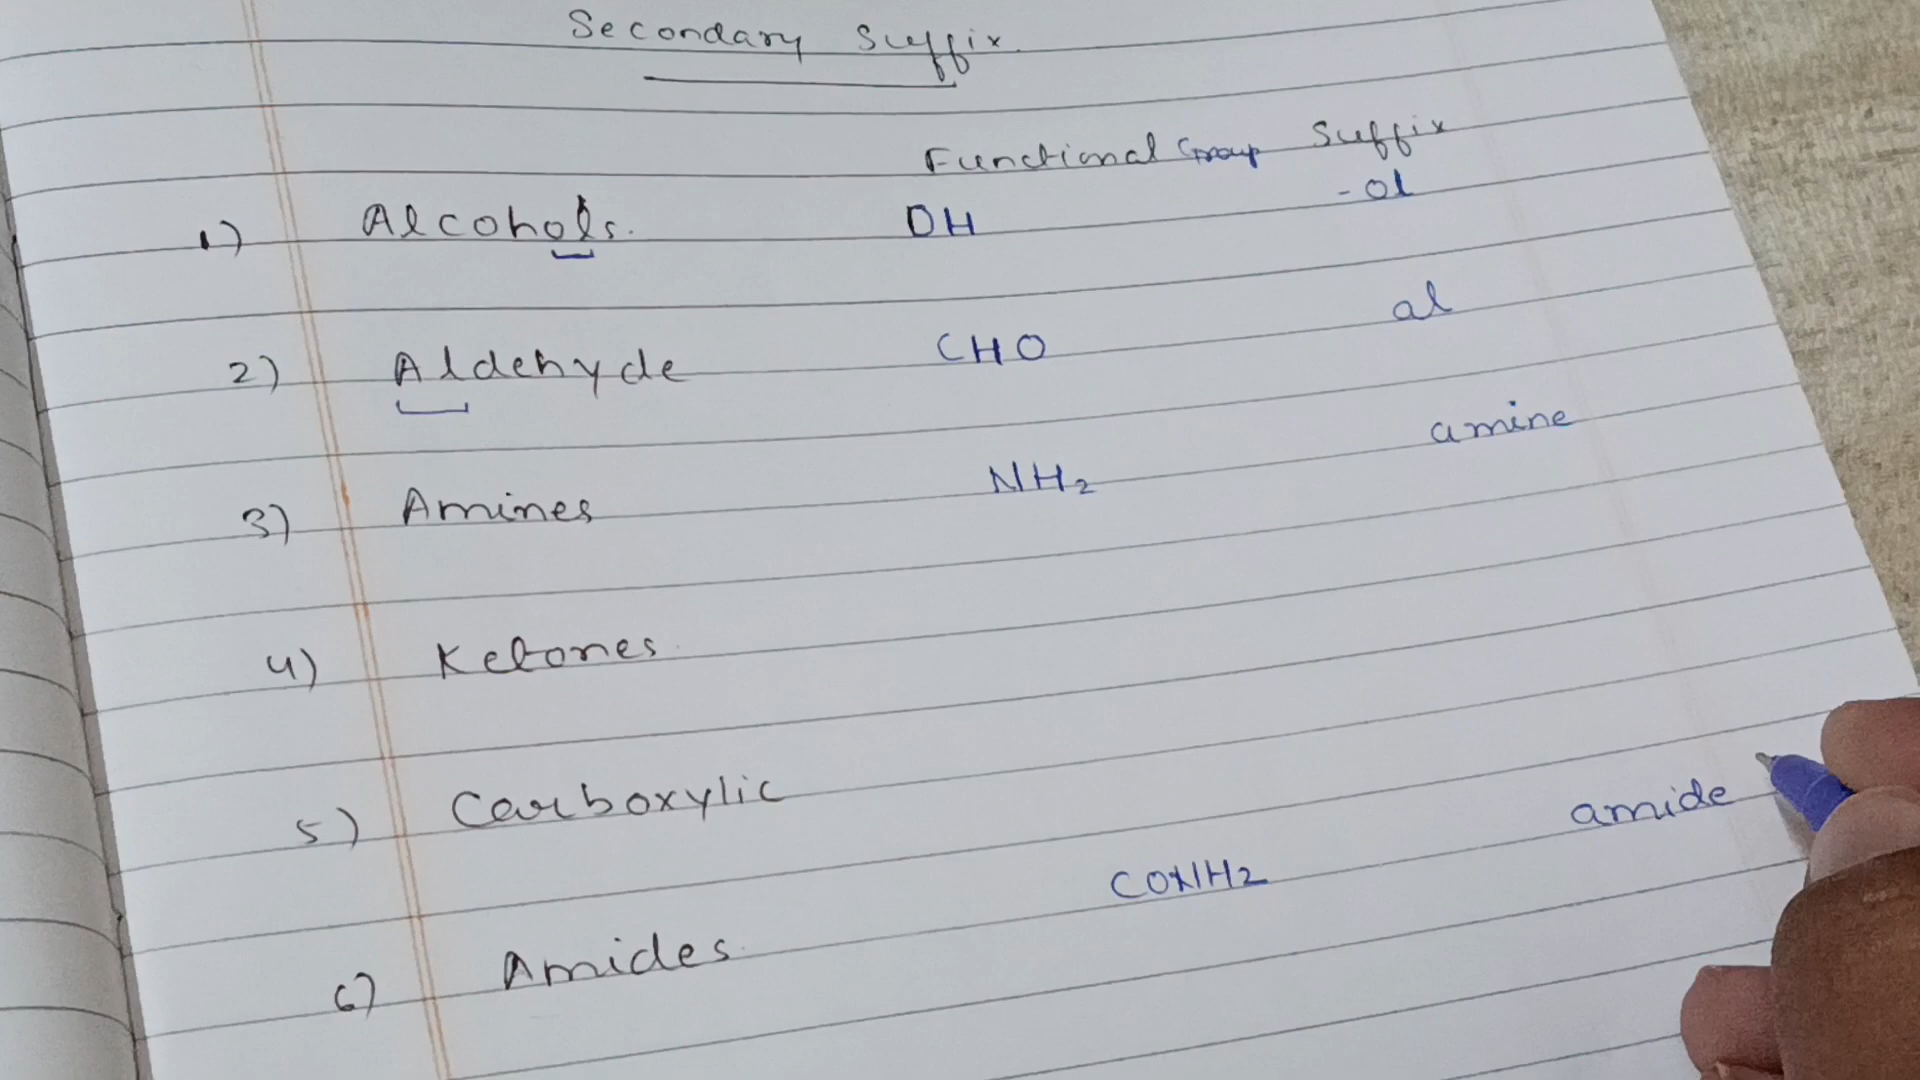 Secondary Suffix.
Functional Group Suffix
1) Alcohols. OH -ol
2) Aldehyde CHO al
3) Amines NH2 amine
4) Ketones.
5) Carboxylic
6) Amides. CONH2 amide